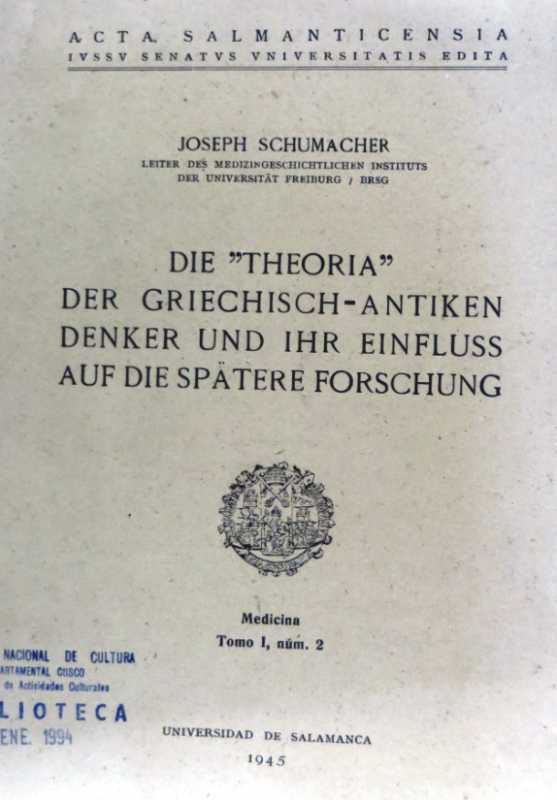 ACTA SALMANTICENSIA
IVSSV SENATVS VNIVERSITATIS EDITA
JOSEPH SCHUMACHER
LEITER DES MEDIZINGESCHICHTLICHEN INSTITUTS
DER UNIVERSITÄT FREIBURG / BRSG
DIE "THEORIA"
DER GRIECHISCH-ANTIKEN
DENKER UND IHR EINFLUSS
AUF DIE SPÄTERE FORSCHUNG
Medicina
Tomo I, núm. 2
NACIONAL DE CULTURA
ARTAMENTAL CUSCO
de Actividades Culturales
LIOTECA
ENE. 1994
UNIVERSIDAD DE SALAMANCA
1945